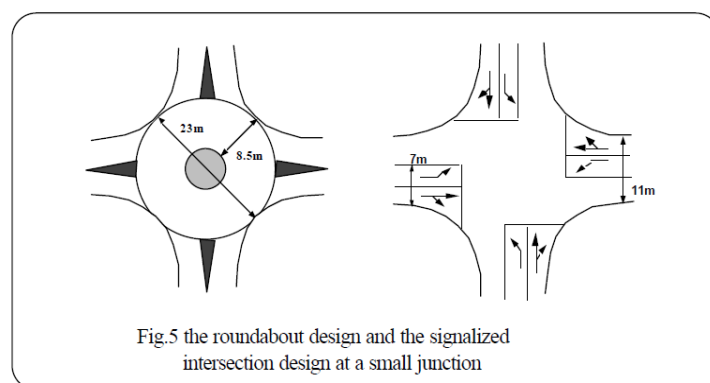 23m
8.5m
7m
11m
Fig.5 the roundabout design and the signalized
intersection design at a small junction